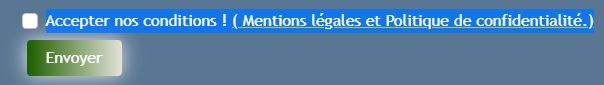 Accepter nos conditions ! ( Mentions légales et Politique de confidentialité.)
Envoyer